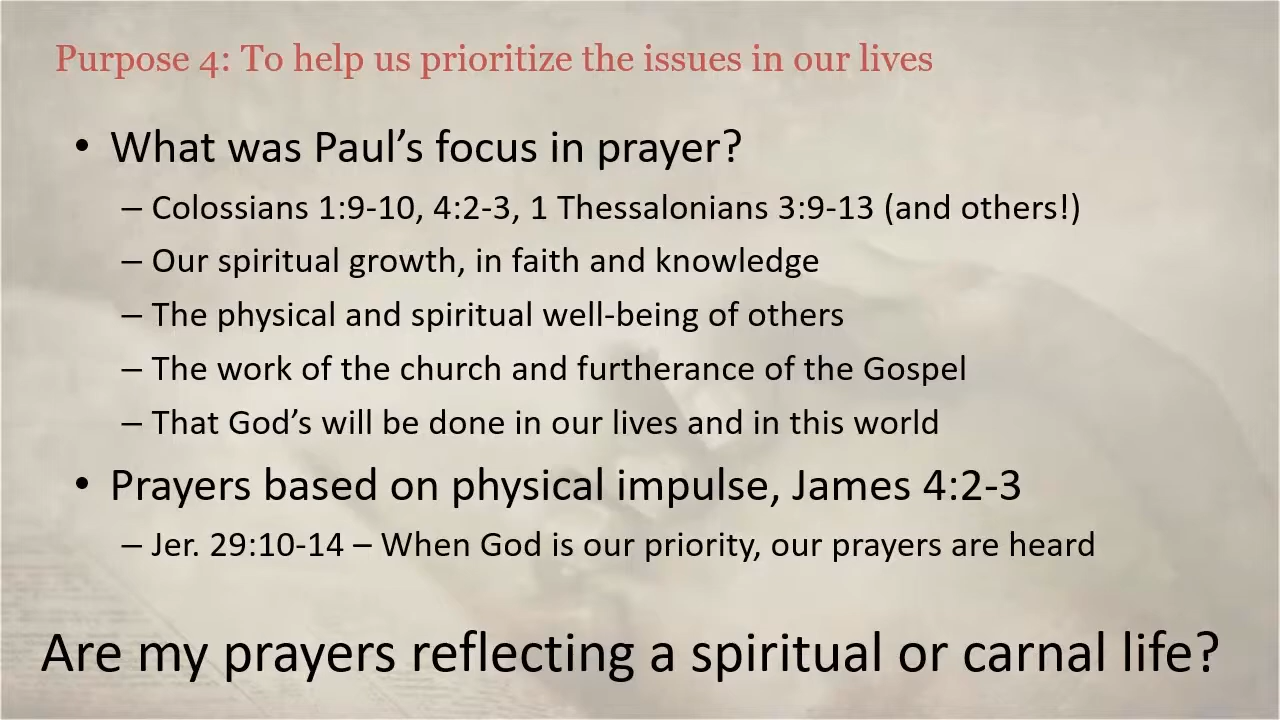 Purpose 4: To help us prioritize the issues in our lives
• What was Paul’s focus in prayer?
– Colossians 1:9-10, 4:2-3, 1 Thessalonians 3:9-13 (and others!)
– Our spiritual growth, in faith and knowledge
– The physical and spiritual well-being of others
– The work of the church and furtherance of the Gospel
– That God’s will be done in our lives and in this world
• Prayers based on physical impulse, James 4:2-3
– Jer. 29:10-14 – When God is our priority, our prayers are heard
Are my prayers reflecting a spiritual or carnal life?